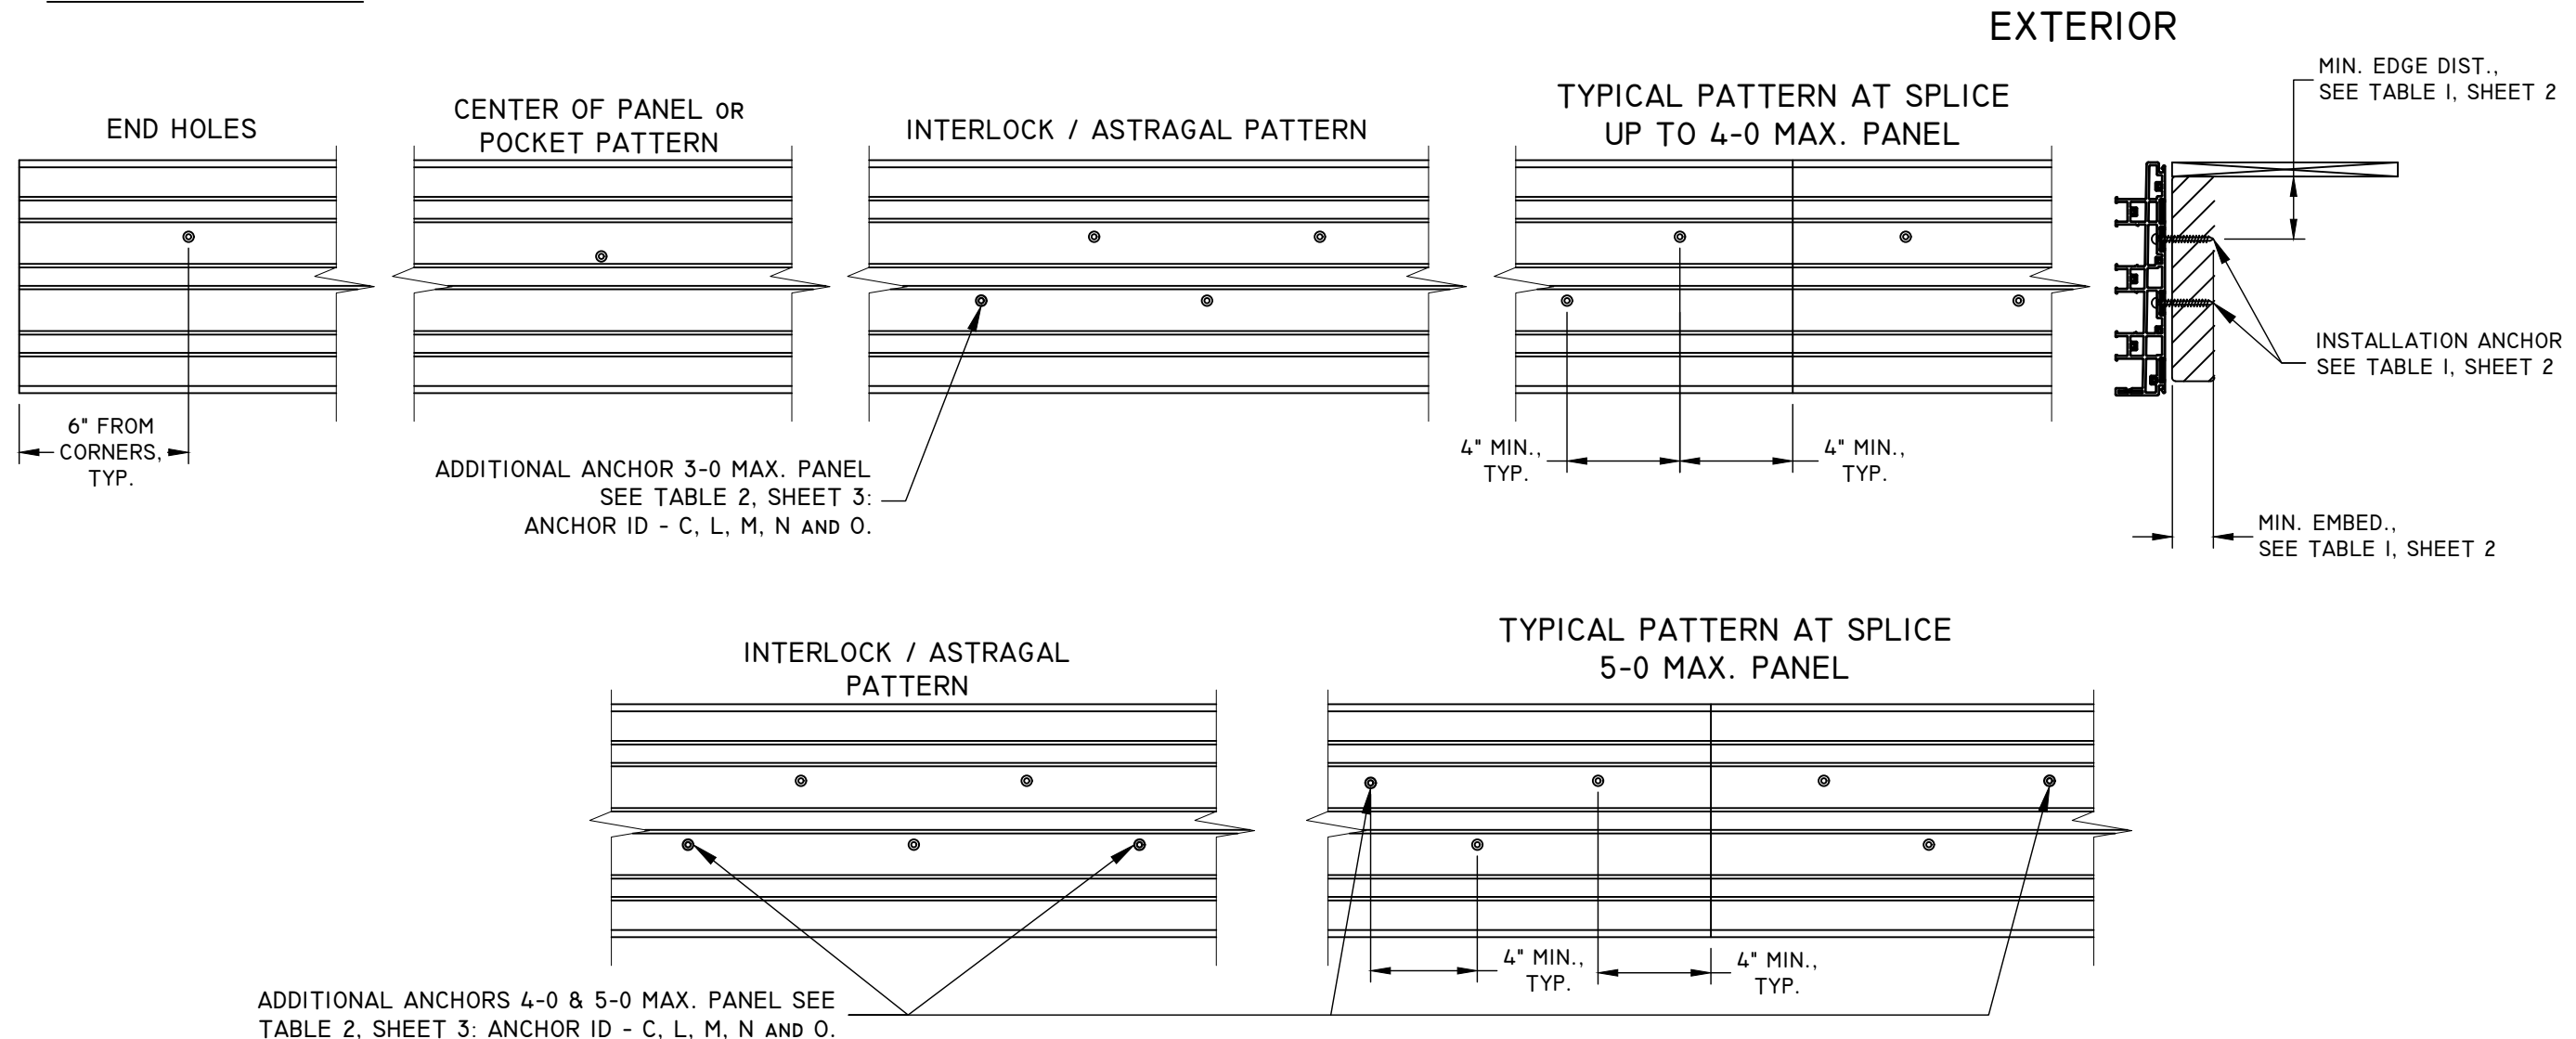 EXTERIOR
END HOLES
CENTER OF PANEL OR
POCKET PATTERN
INTERLOCK / ASTRAGAL PATTERN
TYPICAL PATTERN AT SPLICE
UP TO 4-0 MAX. PANEL
MIN. EDGE DIST.,
SEE TABLE 1, SHEET 2
INSTALLATION ANCHOR
SEE TABLE 1, SHEET 2
6" FROM
CORNERS,
TYP.
ADDITIONAL ANCHOR 3-0 MAX. PANEL
SEE TABLE 2, SHEET 3:
ANCHOR ID - C, L, M, N AND O.
4" MIN.,
TYP.
4" MIN.,
TYP.
MIN. EMBED.,
SEE TABLE 1, SHEET 2
INTERLOCK / ASTRAGAL
PATTERN
TYPICAL PATTERN AT SPLICE
5-0 MAX. PANEL
4" MIN.,
TYP.
4" MIN.,
TYP.
ADDITIONAL ANCHORS 4-0 & 5-0 MAX. PANEL SEE
TABLE 2, SHEET 3: ANCHOR ID - C, L, M, N AND O.